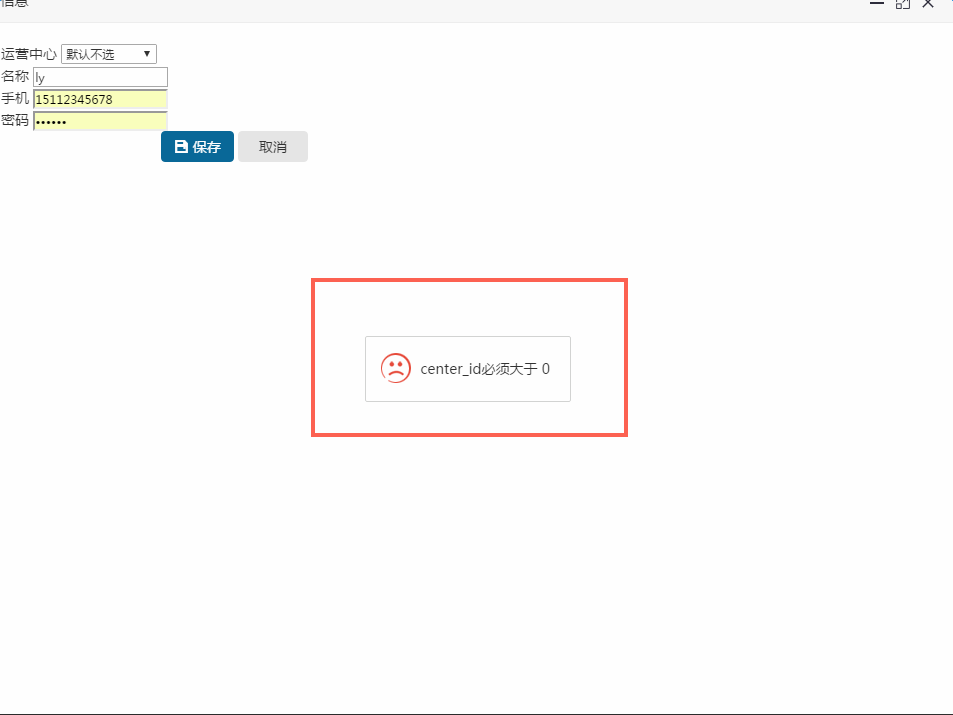 信息
运营中心 默认不选
名称 ly
手机 15112345678
密码 ••••••
保存 取消
center_id必须大于 0